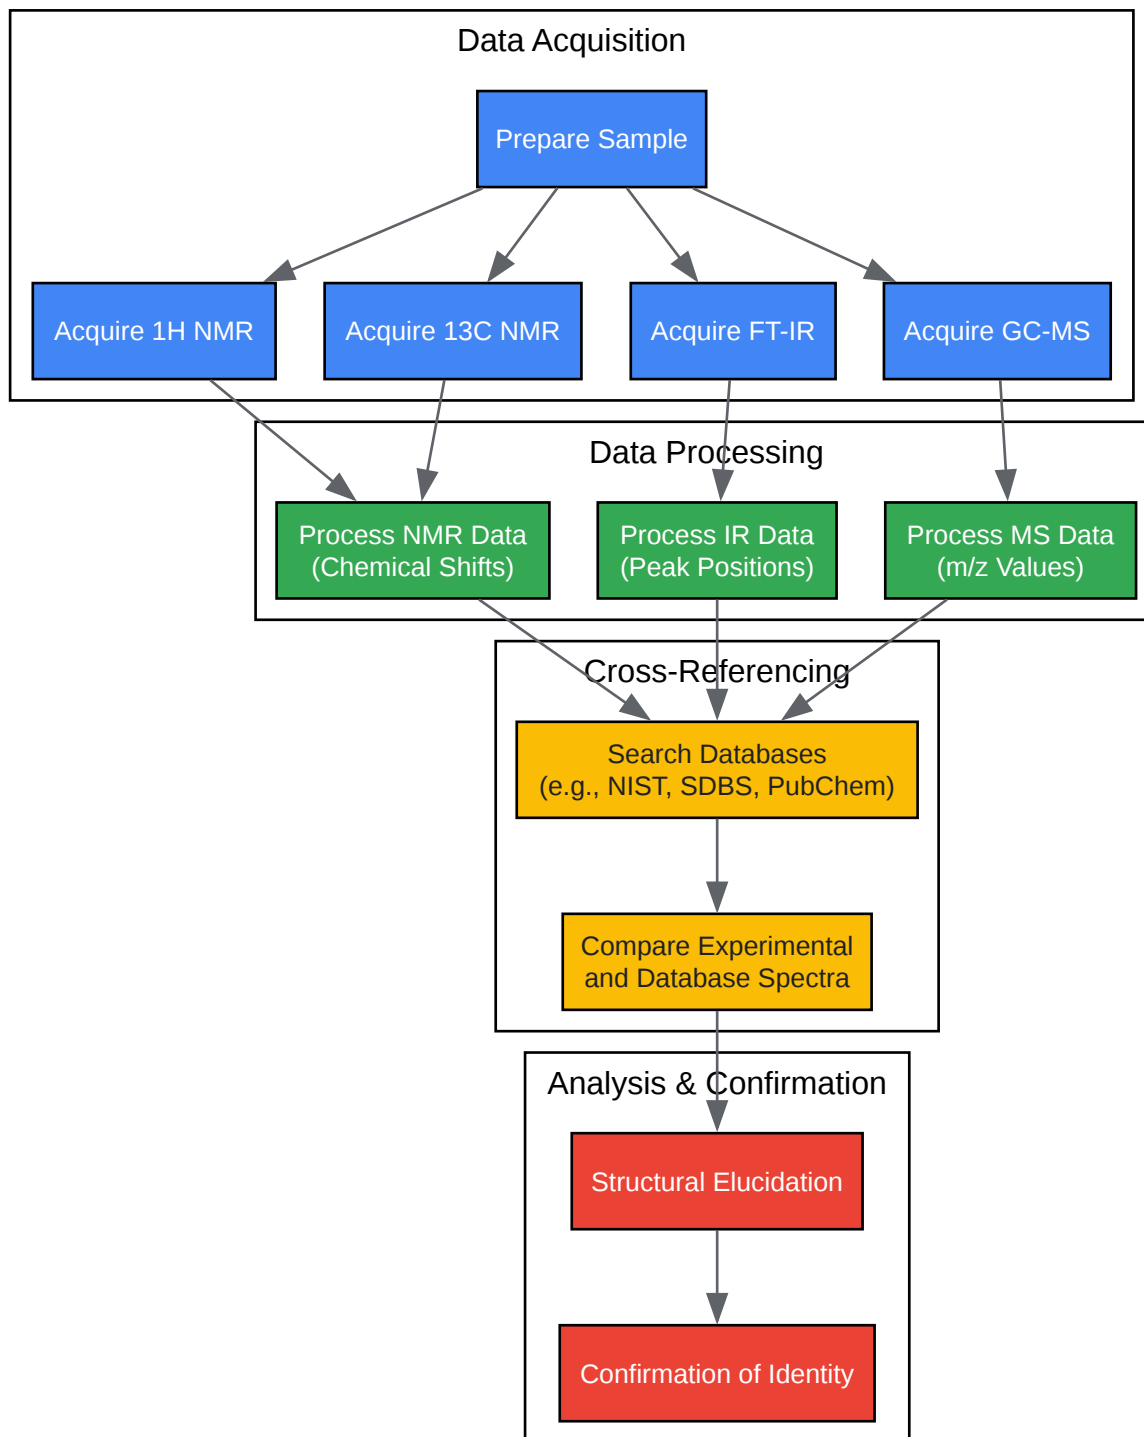 Data Acquisition
Prepare Sample
Acquire 1H NMR
Acquire 13C NMR
Acquire FT-IR
Acquire GC-MS
Data Processing
Process NMR Data
(Chemical Shifts)
Process IR Data
(Peak Positions)
Process MS Data
(m/z Values)
Cross-Referencing
Search Databases
(e.g., NIST, SDBS, PubChem)
Compare Experimental
and Database Spectra
Analysis & Confirmation
Structural Elucidation
Confirmation of Identity